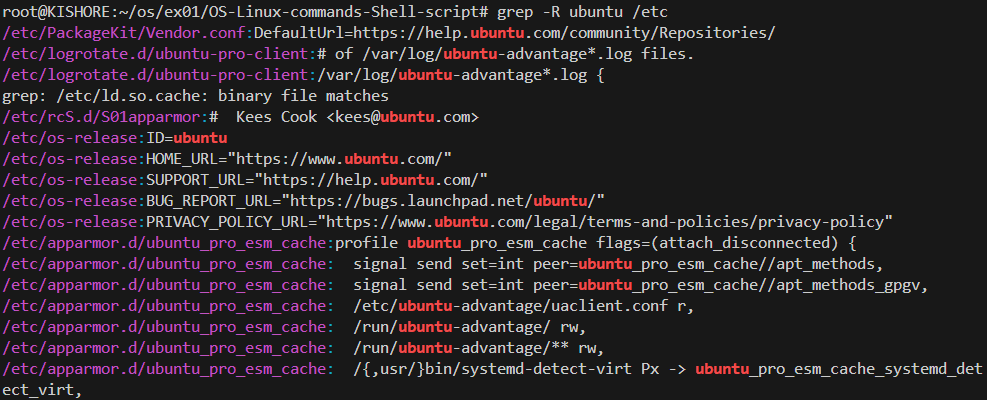 root@KISHORE:~/os/ex01/OS-Linux-commands-Shell-script# grep -R ubuntu /etc
/etc/PackageKit/Vendor.conf:DefaultUrl=https://help.ubuntu.com/community/Repositories/
/etc/logrotate.d/ubuntu-pro-client:# of /var/log/ubuntu-advantage*.log files.
/etc/logrotate.d/ubuntu-pro-client:/var/log/ubuntu-advantage*.log {
grep: /etc/ld.so.cache: binary file matches
/etc/rcS.d/S01apparmor:#  Kees Cook <kees@ubuntu.com>
/etc/os-release:ID=ubuntu
/etc/os-release:HOME_URL="https://www.ubuntu.com/"
/etc/os-release:SUPPORT_URL="https://help.ubuntu.com/"
/etc/os-release:BUG_REPORT_URL="https://bugs.launchpad.net/ubuntu/"
/etc/os-release:PRIVACY_POLICY_URL="https://www.ubuntu.com/legal/terms-and-policies/privacy-policy"
/etc/apparmor.d/ubuntu_pro_esm_cache:profile ubuntu_pro_esm_cache flags=(attach_disconnected) {
/etc/apparmor.d/ubuntu_pro_esm_cache:  signal send set=int peer=ubuntu_pro_esm_cache//apt_methods,
/etc/apparmor.d/ubuntu_pro_esm_cache:  signal send set=int peer=ubuntu_pro_esm_cache//apt_methods_gpgv,
/etc/apparmor.d/ubuntu_pro_esm_cache:  /etc/ubuntu-advantage/uaclient.conf r,
/etc/apparmor.d/ubuntu_pro_esm_cache:  /run/ubuntu-advantage/ rw,
/etc/apparmor.d/ubuntu_pro_esm_cache:  /run/ubuntu-advantage/** rw,
/etc/apparmor.d/ubuntu_pro_esm_cache:  /{,usr/}bin/systemd-detect-virt Px -> ubuntu_pro_esm_cache_systemd_det
ect_virt,